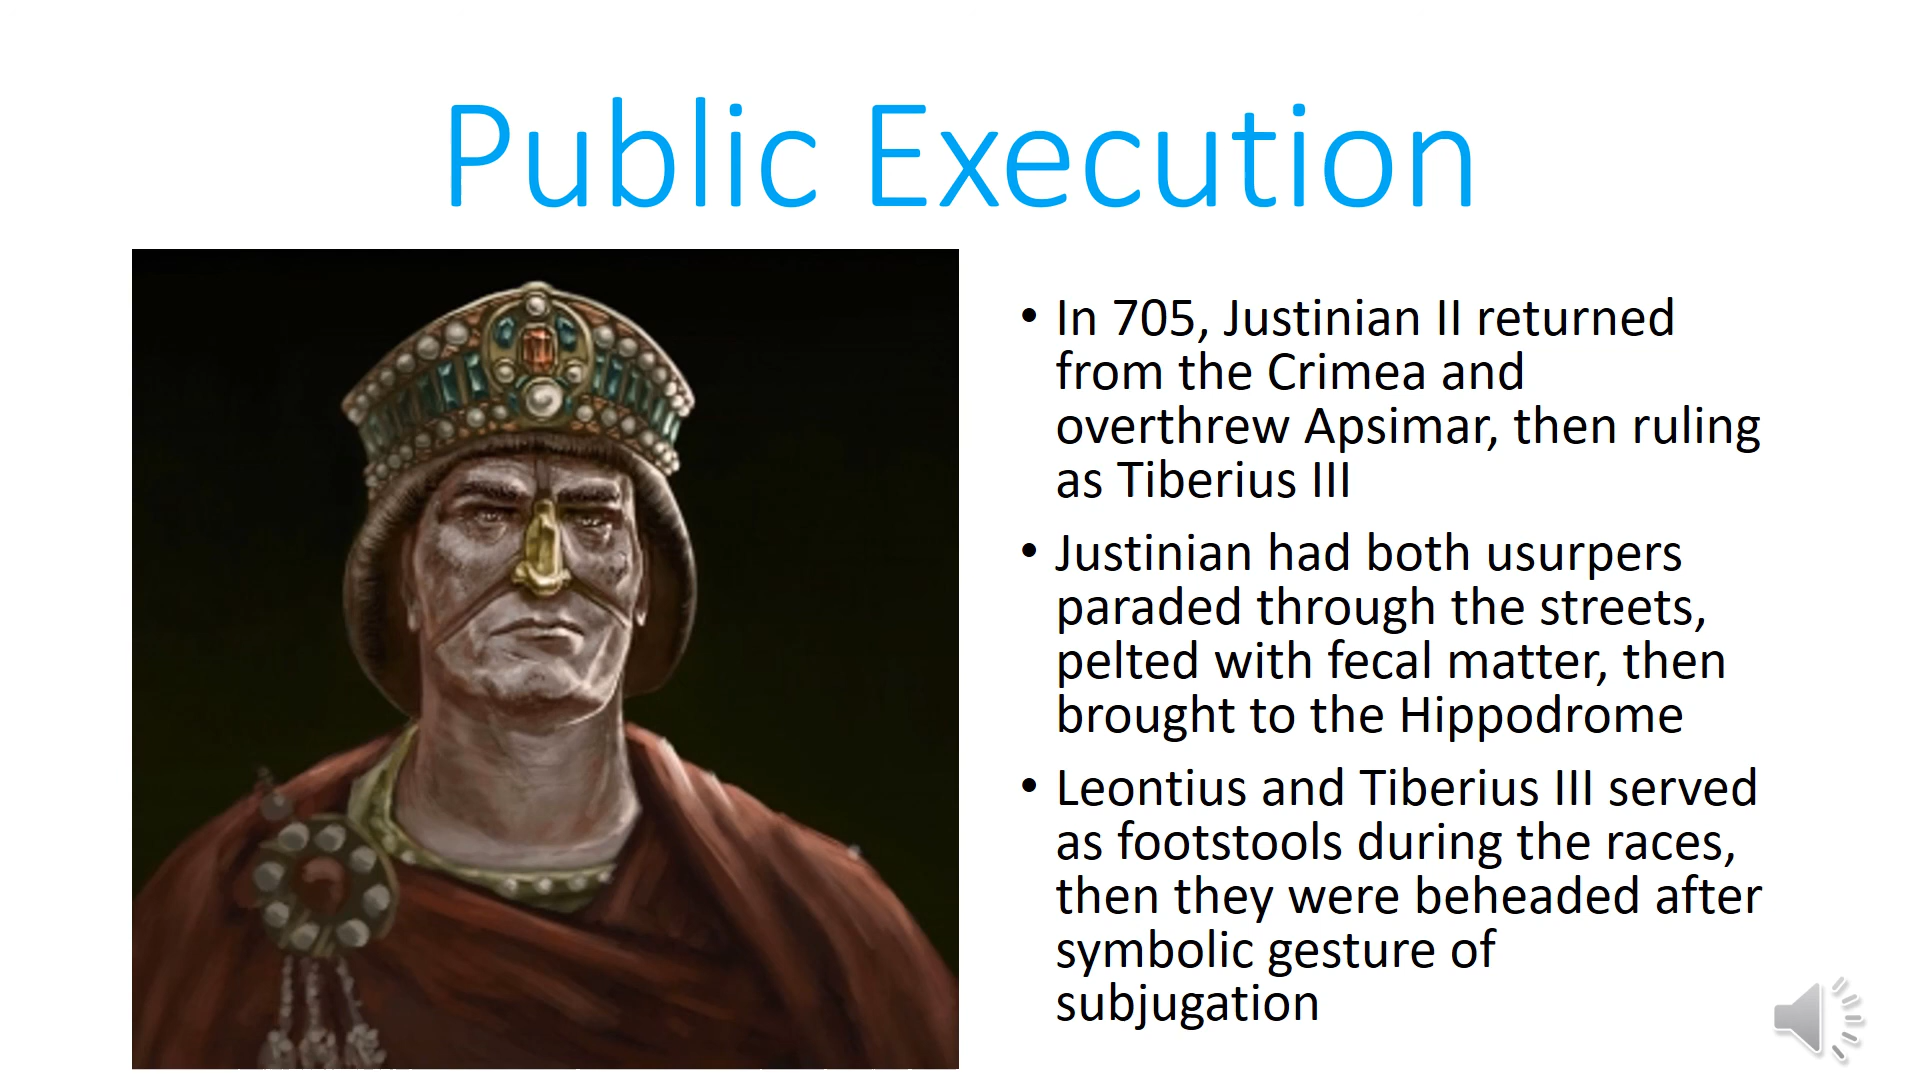 Public Execution
• In 705, Justinian II returned
from the Crimea and
overthrew Apsimar, then ruling
as Tiberius III
• Justinian had both usurpers
paraded through the streets,
pelted with fecal matter, then
brought to the Hippodrome
• Leontius and Tiberius III served
as footstools during the races,
then they were beheaded after
symbolic gesture of
subjugation